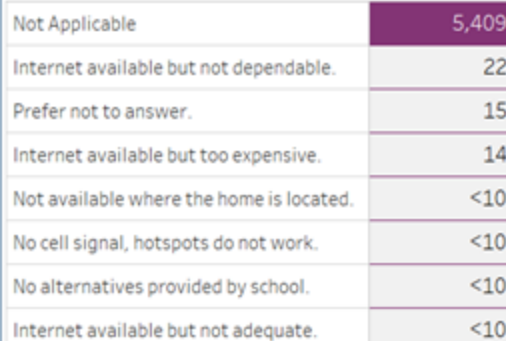 Not Applicable 5,409
Internet available but not dependable. 22
Prefer not to answer. 15
Internet available but too expensive. 14
Not available where the home is located. <10
No cell signal, hotspots do not work. <10
No alternatives provided by school. <10
Internet available but not adequate. <10